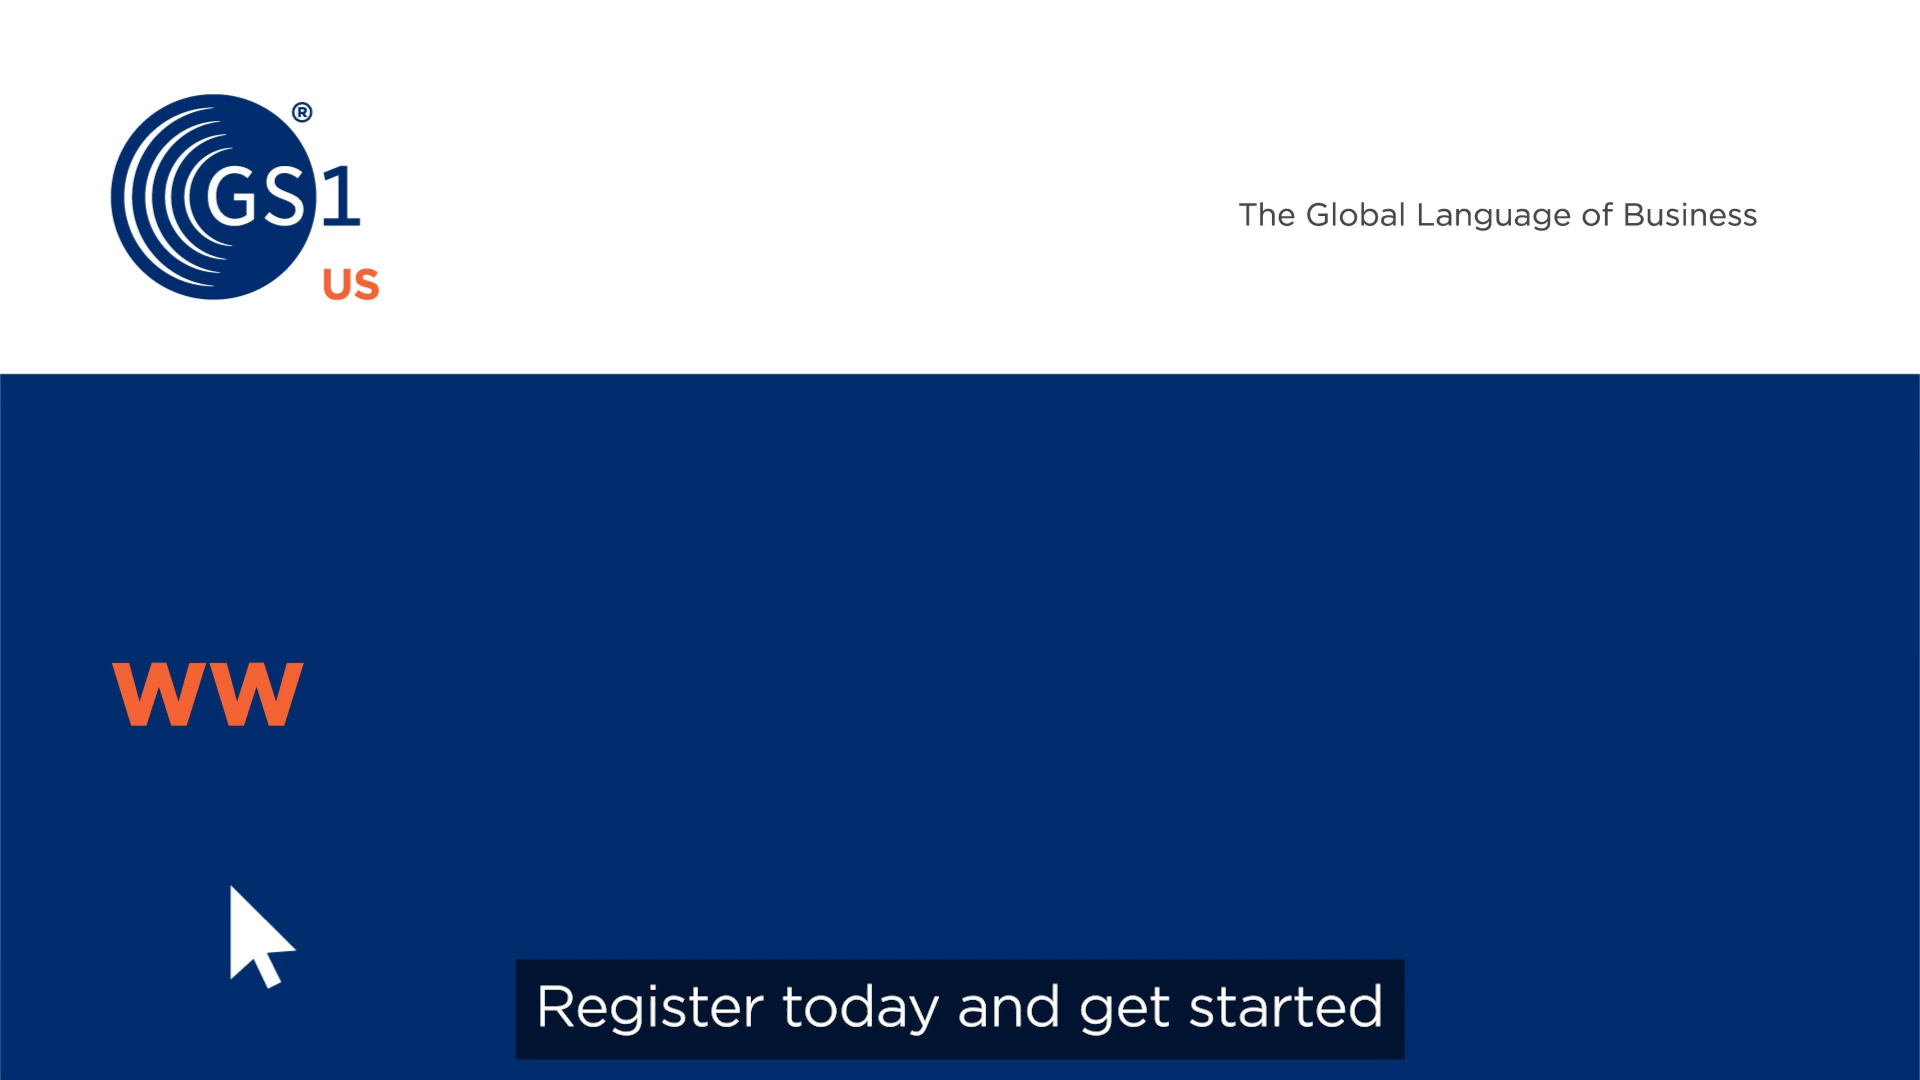 GS1®
US
The Global Language of Business
ww
Register today and get started